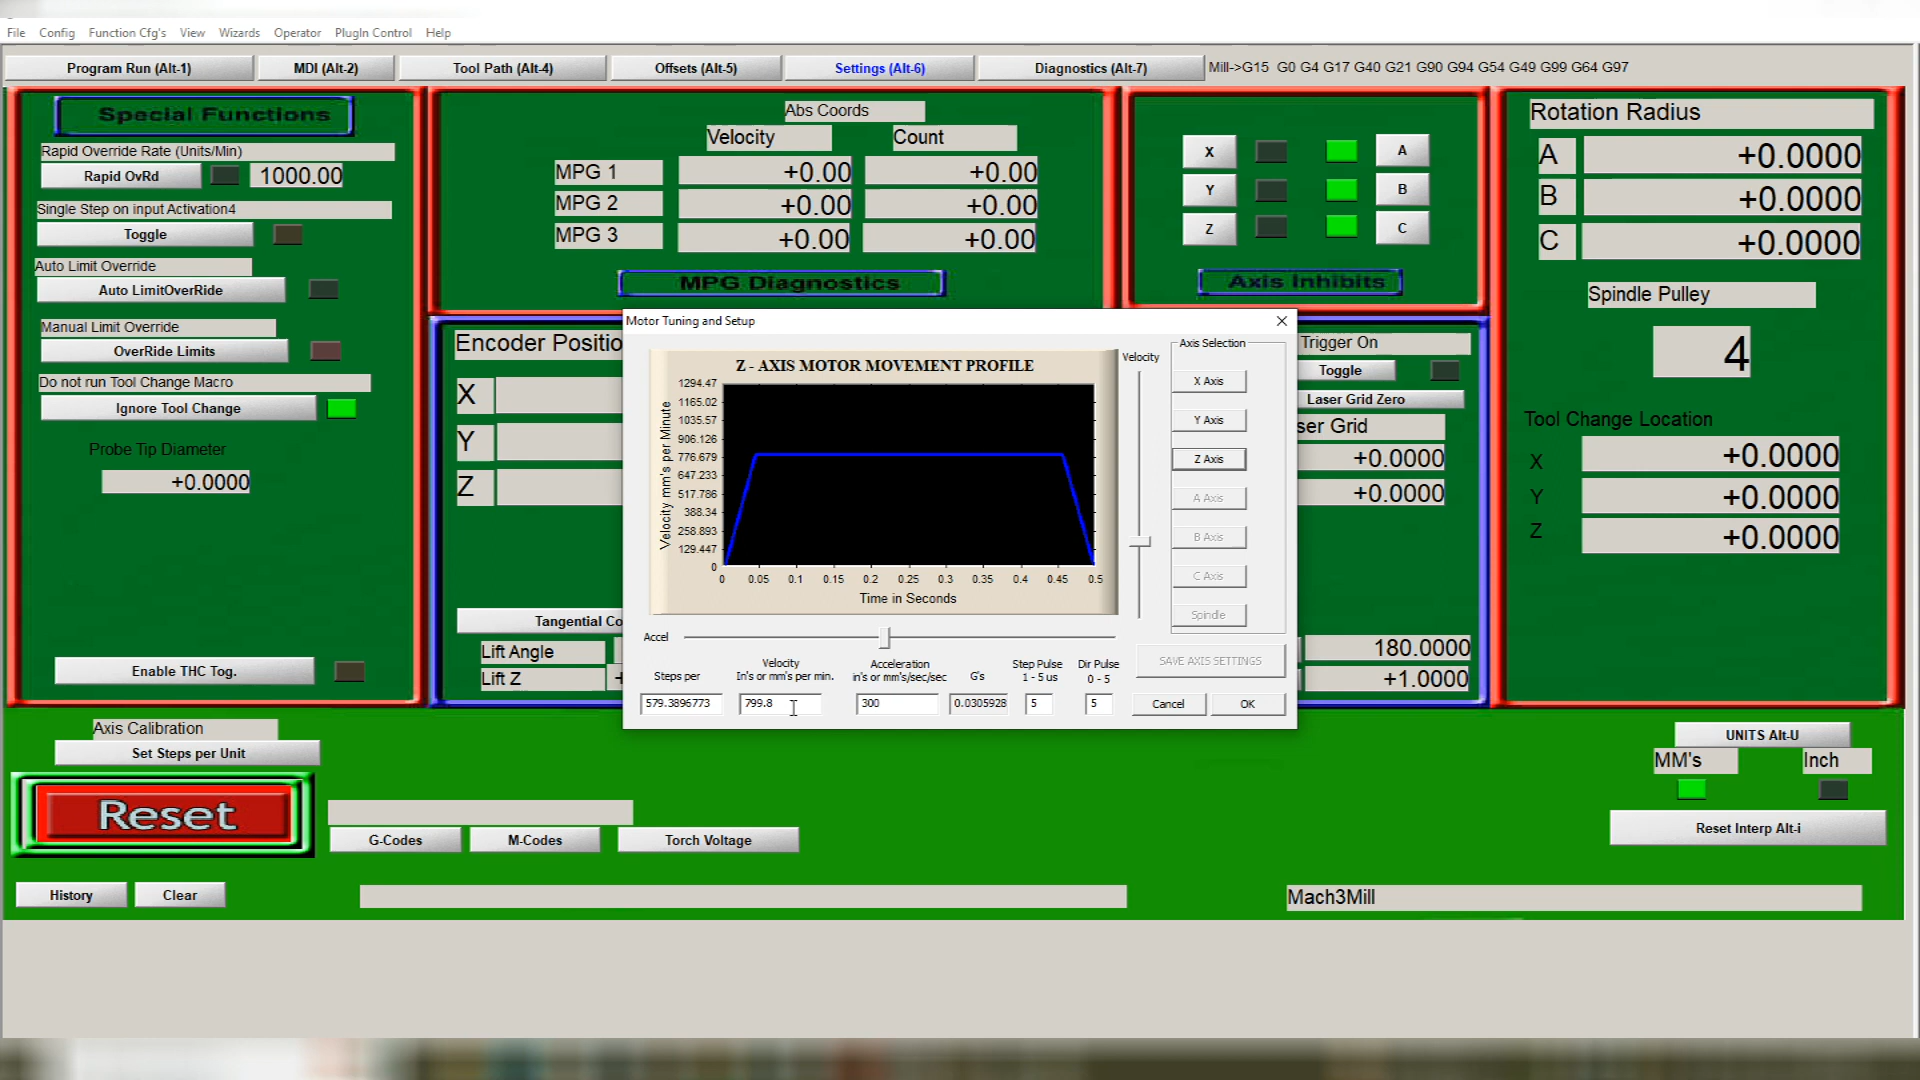 File Config Function Cfg's View Wizards Operator PlugIn Control Help
Program Run (Alt-1) MDI (Alt-2) Tool Path (Alt-4) Offsets (Alt-5) Settings (Alt-6) Diagnostics (Alt-7) Mill->G15 G0 G4 G17 G40 G21 G90 G94 G54 G49 G99 G64 G97
Special Functions
Rapid Override Rate (Units/Min)
Rapid OvRd 1000.00
Single Step on input Activation4
Toggle
Auto Limit Override
Auto LimitOverRide
Manual Limit Override
OverRide Limits
Do not run Tool Change Macro
Ignore Tool Change
Probe Tip Diameter
+0.0000
Enable THC Tog.
Abs Coords
Velocity Count
MPG 1 +0.00 +0.00
MPG 2 +0.00 +0.00
MPG 3 +0.00 +0.00
MPG Diagnostics
X A
Y B
Z C
Axis Inhibits
Rotation Radius
A +0.0000
B +0.0000
C +0.0000
Spindle Pulley
4
Tool Change Location
X +0.0000
Y +0.0000
Z +0.0000
Encoder Positio
X
Y
Z
Tangential Co
Lift Angle
Lift Z +
Trigger On
Toggle
Laser Grid Zero
ser Grid
+0.0000
+0.0000
180.0000
+1.0000
Motor Tuning and Setup
Z - AXIS MOTOR MOVEMENT PROFILE
Velocity mm's per Minute
1294.47
1165.02
1035.57
906.126
776.679
647.233
517.786
388.34
258.893
129.447
0
0 0.05 0.1 0.15 0.2 0.25 0.3 0.35 0.4 0.45 0.5
Time in Seconds
Velocity
Axis Selection
X Axis
Y Axis
Z Axis
A Axis
B Axis
C Axis
Spindle
Accel
SAVE AXIS SETTINGS
Steps per
Velocity
In's or mm's per min.
Acceleration
in's or mm's/sec/sec
G's
Step Pulse
1 - 5 us
Dir Pulse
0 - 5
579.3896773 799.8 300 0.0305928 5 5 Cancel OK
Axis Calibration
Set Steps per Unit
Reset
G-Codes M-Codes Torch Voltage
UNITS Alt-U
MM's Inch
Reset Interp Alt-i
History Clear
Mach3Mill